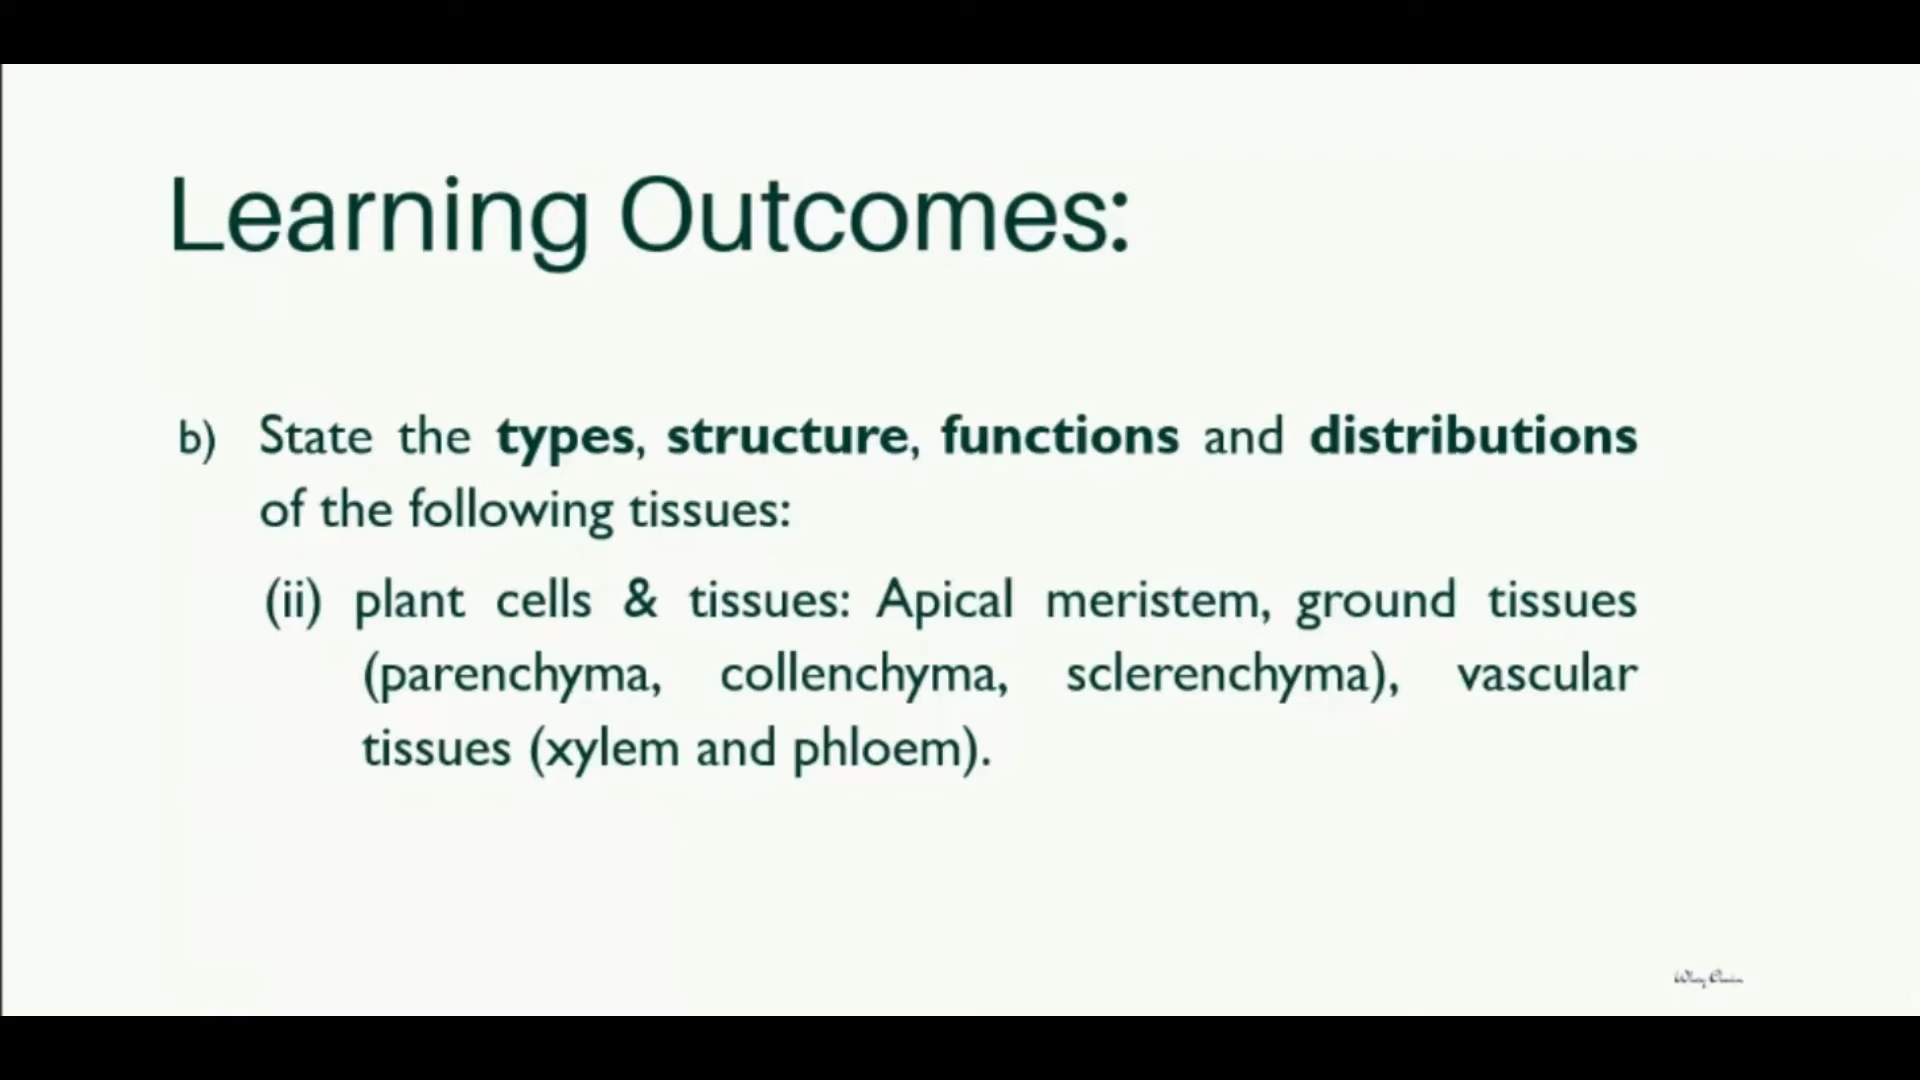 Learning Outcomes:
b) State the types, structure, functions and distributions
of the following tissues:
(ii) plant cells & tissues: Apical meristem, ground tissues
(parenchyma, collenchyma, sclerenchyma), vascular
tissues (xylem and phloem).